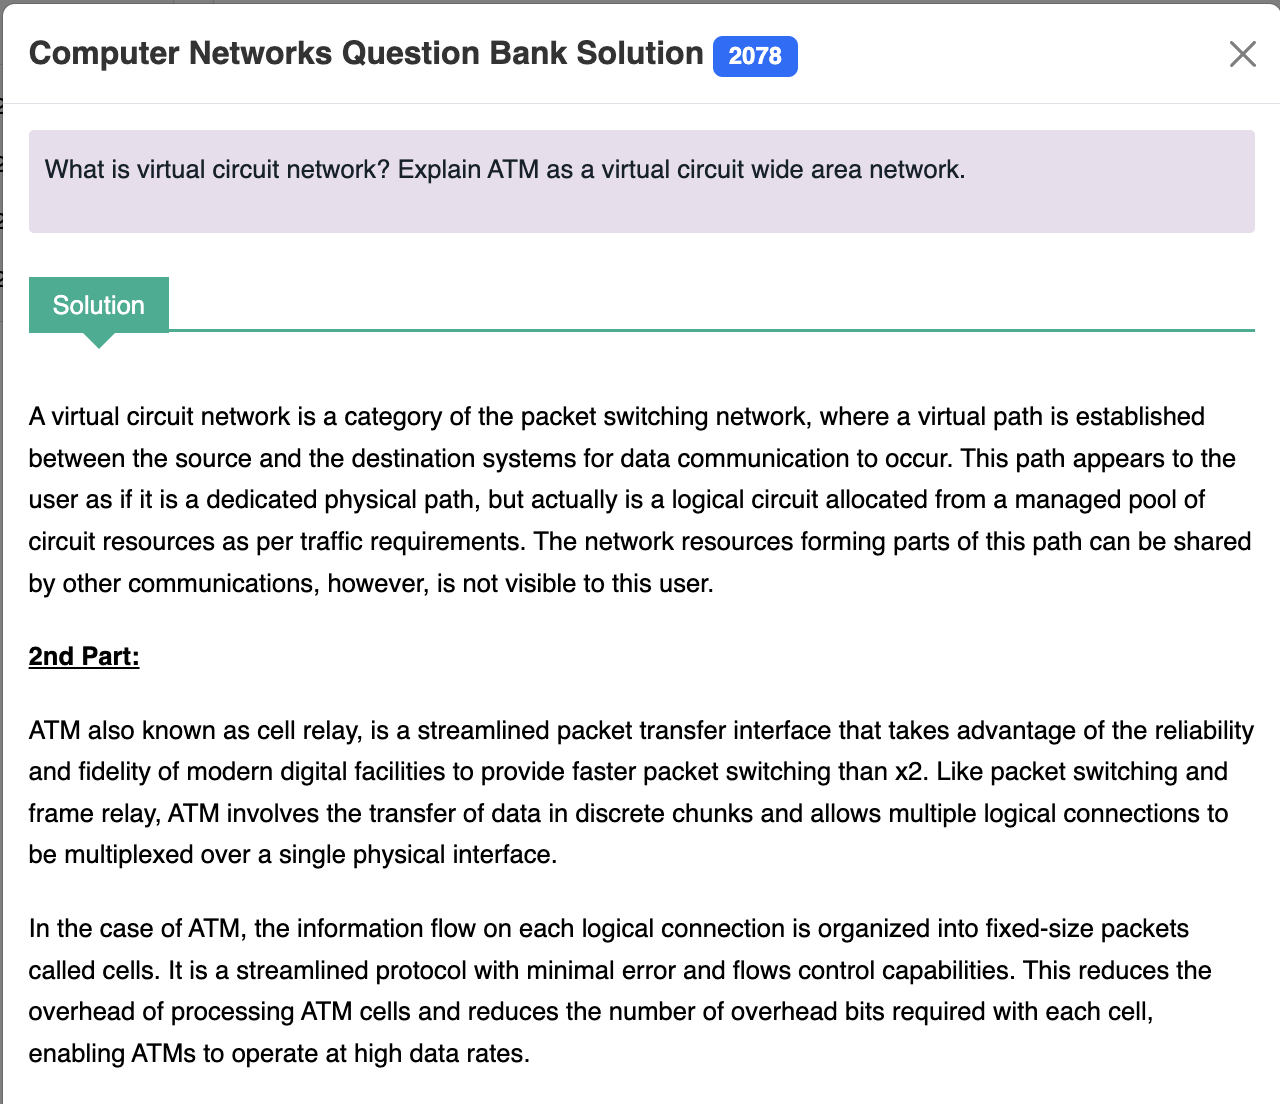 Computer Networks Question Bank Solution 2078
What is virtual circuit network? Explain ATM as a virtual circuit wide area network.
Solution
A virtual circuit network is a category of the packet switching network, where a virtual path is established
between the source and the destination systems for data communication to occur. This path appears to the
user as if it is a dedicated physical path, but actually is a logical circuit allocated from a managed pool of
circuit resources as per traffic requirements. The network resources forming parts of this path can be shared
by other communications, however, is not visible to this user.
2nd Part:
ATM also known as cell relay, is a streamlined packet transfer interface that takes advantage of the reliability
and fidelity of modern digital facilities to provide faster packet switching than x2. Like packet switching and
frame relay, ATM involves the transfer of data in discrete chunks and allows multiple logical connections to
be multiplexed over a single physical interface.
In the case of ATM, the information flow on each logical connection is organized into fixed-size packets
called cells. It is a streamlined protocol with minimal error and flows control capabilities. This reduces the
overhead of processing ATM cells and reduces the number of overhead bits required with each cell,
enabling ATMs to operate at high data rates.